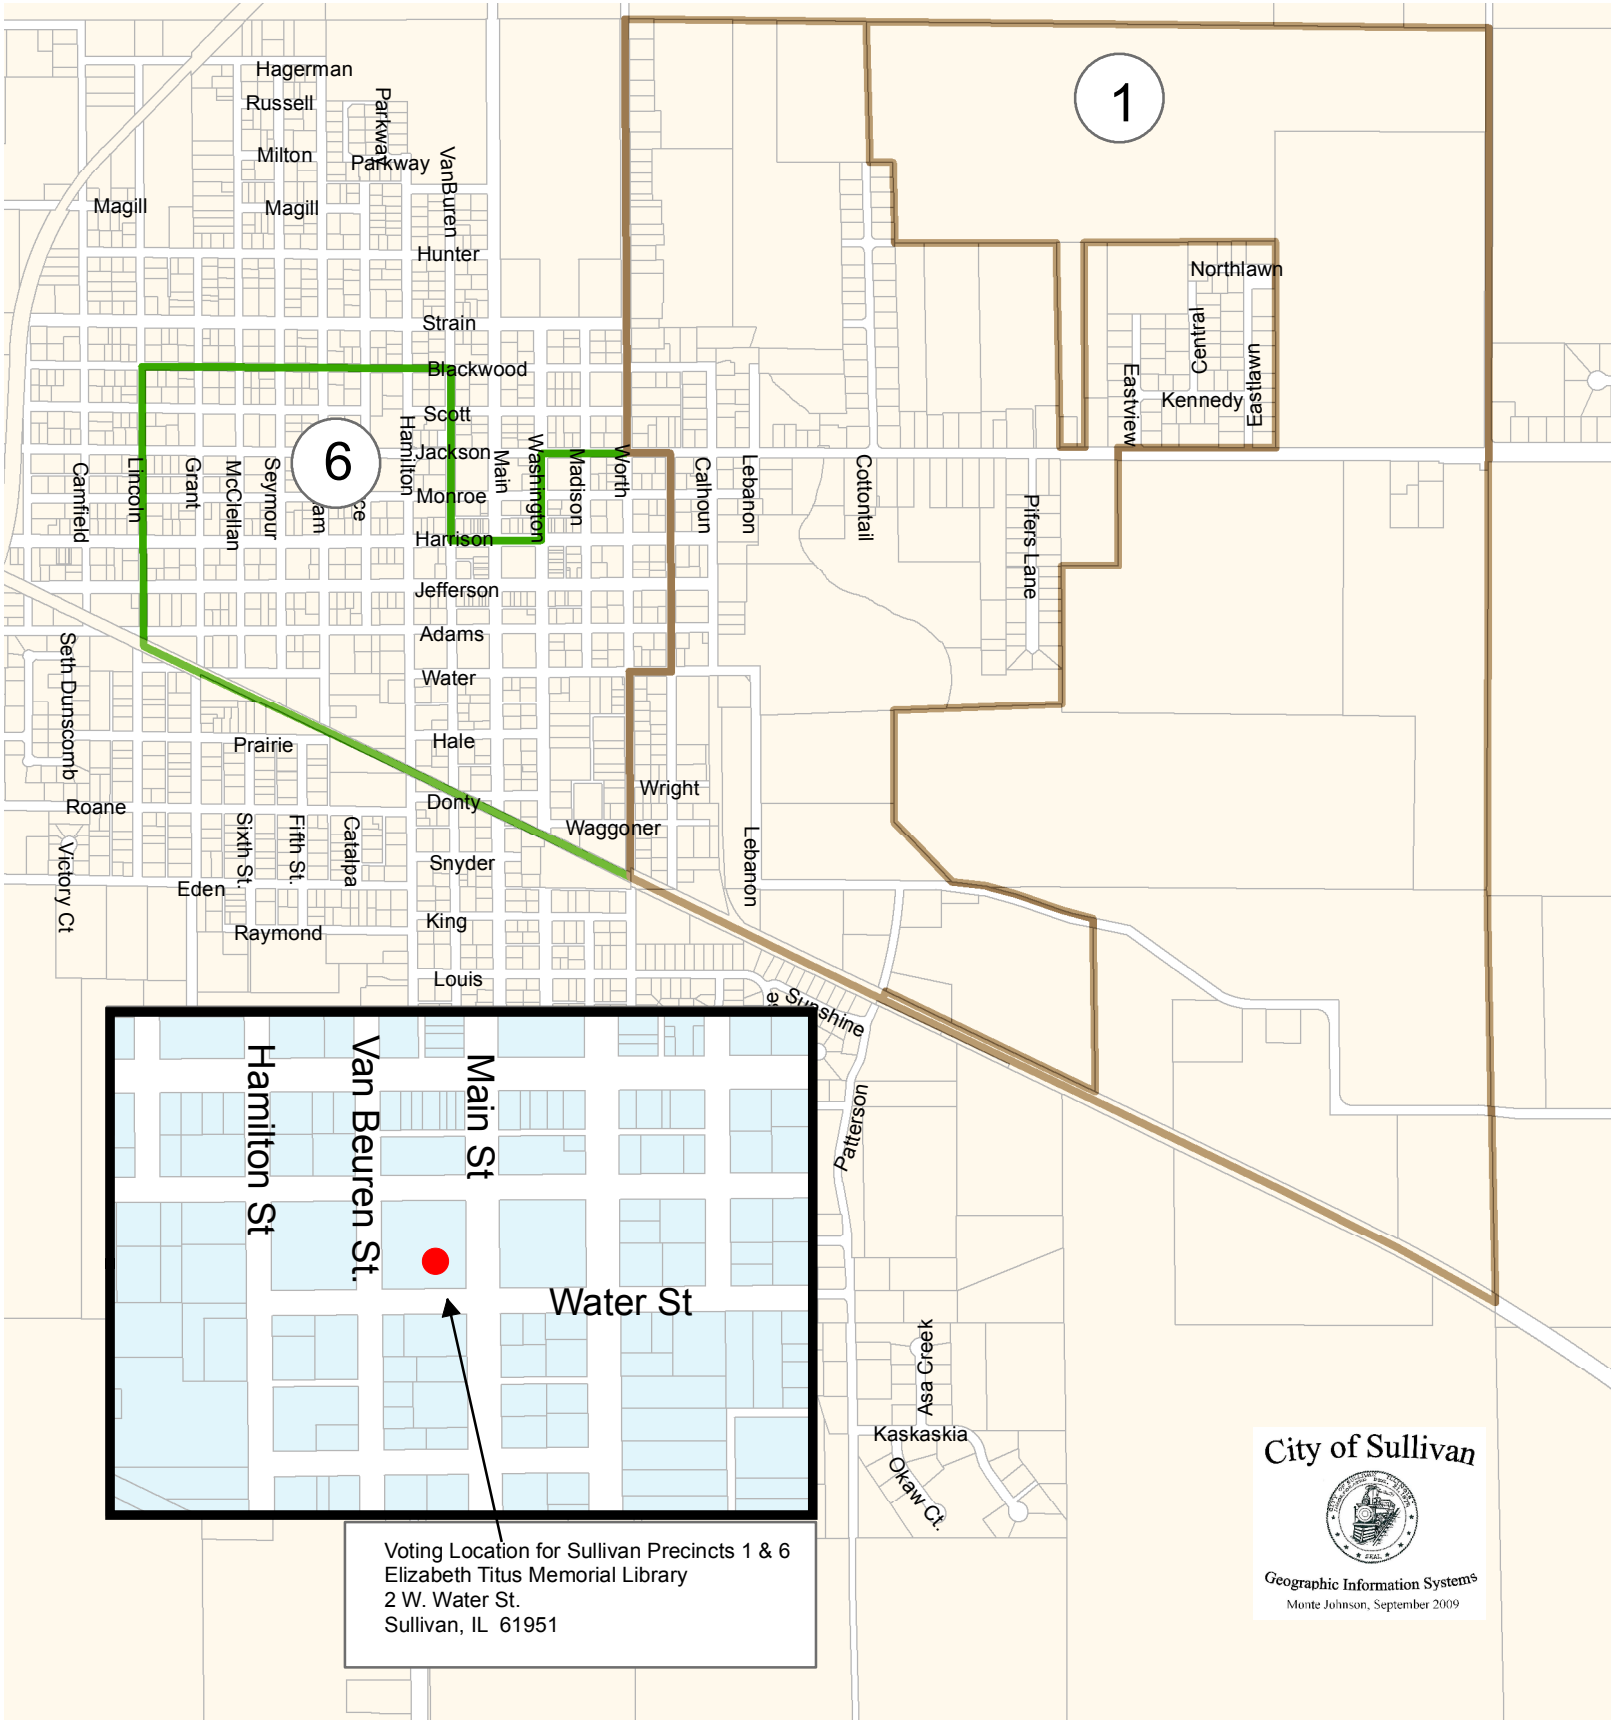 Hagerman
Russell
Parkway
Milton
Parkway
VanBuren
Magill
Magill
Hunter
Strain
Blackwood
Scott
Jackson
Monroe
Harrison
Jefferson
Adams
Water
Hale
Donty
Snyder
King
Louis
1
6
Northlawn
Central
Eastlawn
Eastview
Kennedy
Camfield
Lincoln
Grant
McClellan
Seymour
Hamilton
Main
Washington
Madison
Worth
Calhoun
Lebanon
Cottontail
Pifers Lane
Seth Dunscomb
Prairie
Roane
Victory Ct
Sixth St.
Fifth St.
Catalpa
Eden
Raymond
Wright
Waggoner
Lebanon
Sunshine
Patterson
Asa Creek
Kaskaskia
Okaw Ct.
Hamilton St
Van Beuren St.
Main St
Water St
Voting Location for Sullivan Precincts 1 & 6
Elizabeth Titus Memorial Library
2 W. Water St.
Sullivan, IL 61951
City of Sullivan
SEAL
Geographic Information Systems
Monte Johnson, September 2009